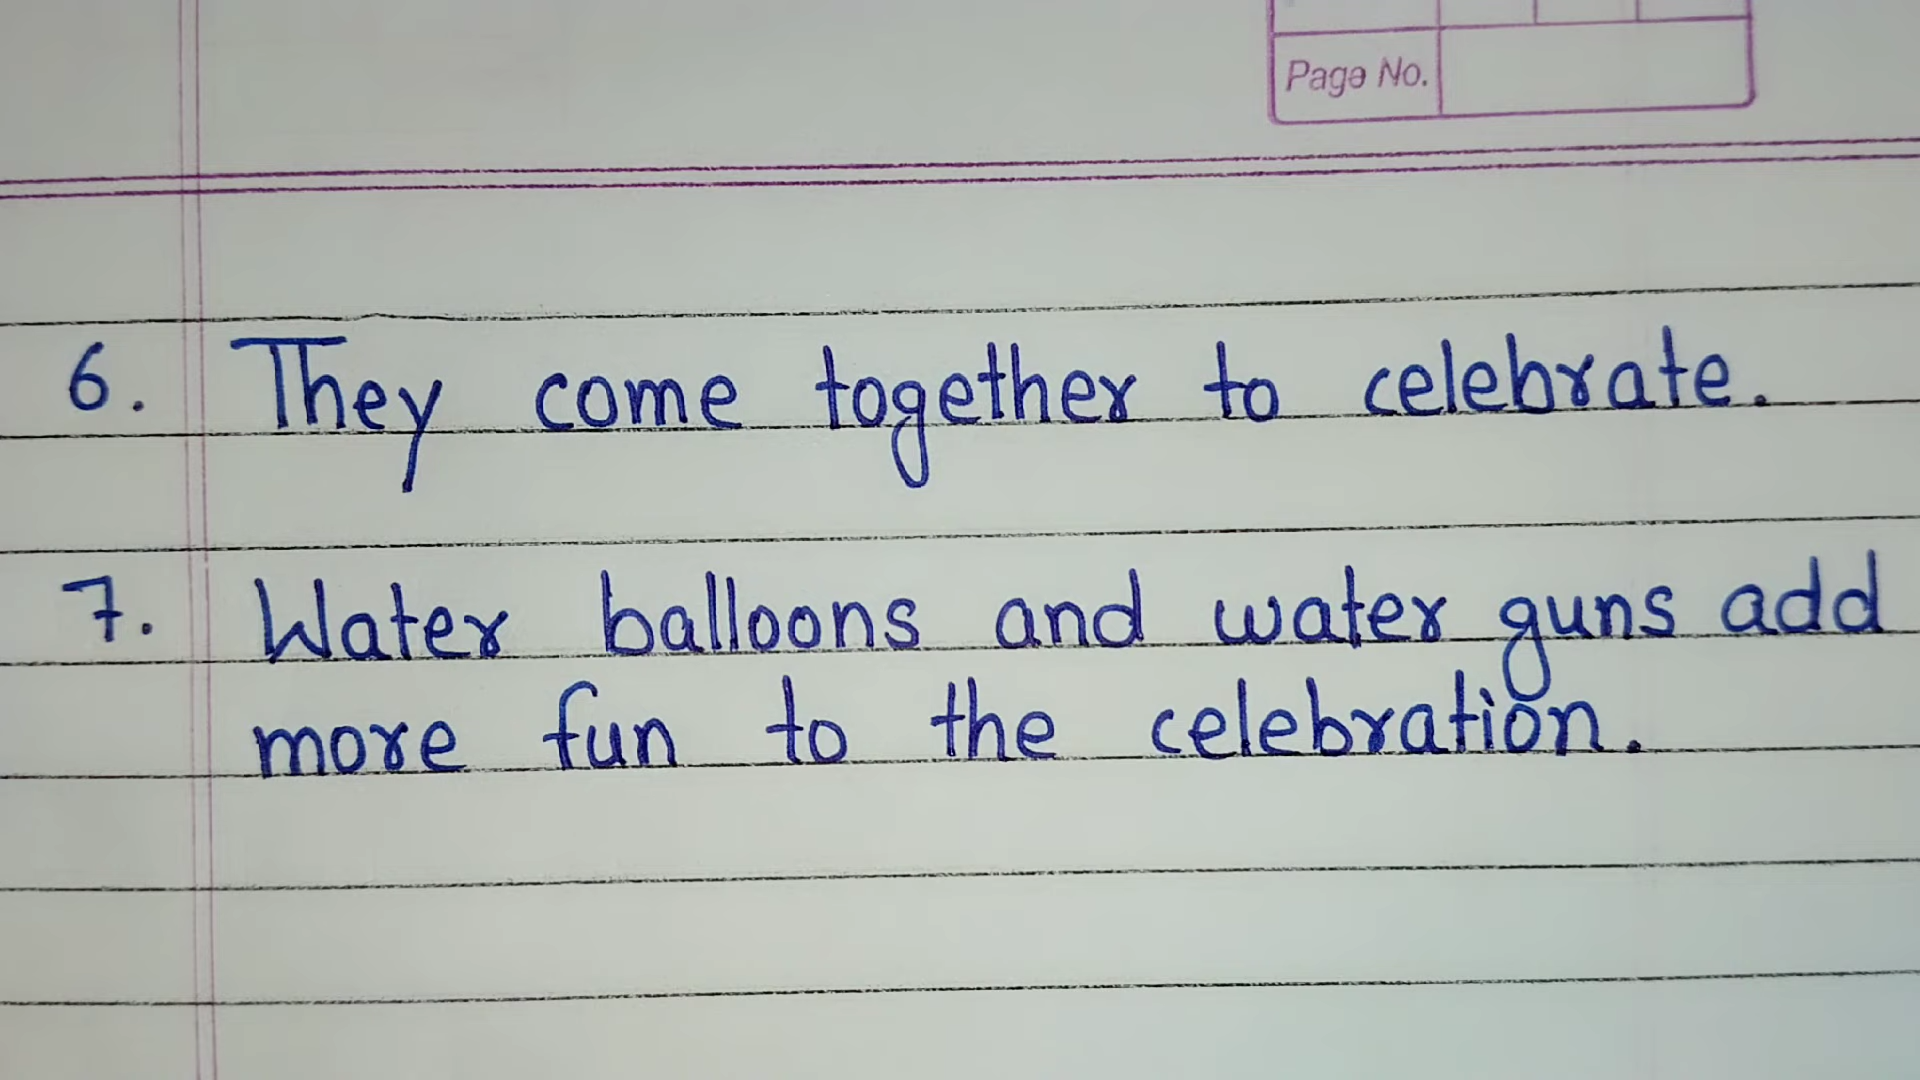 Page No.
6. They come together to celebrate.
7. Water balloons and water guns add
more fun to the celebration.